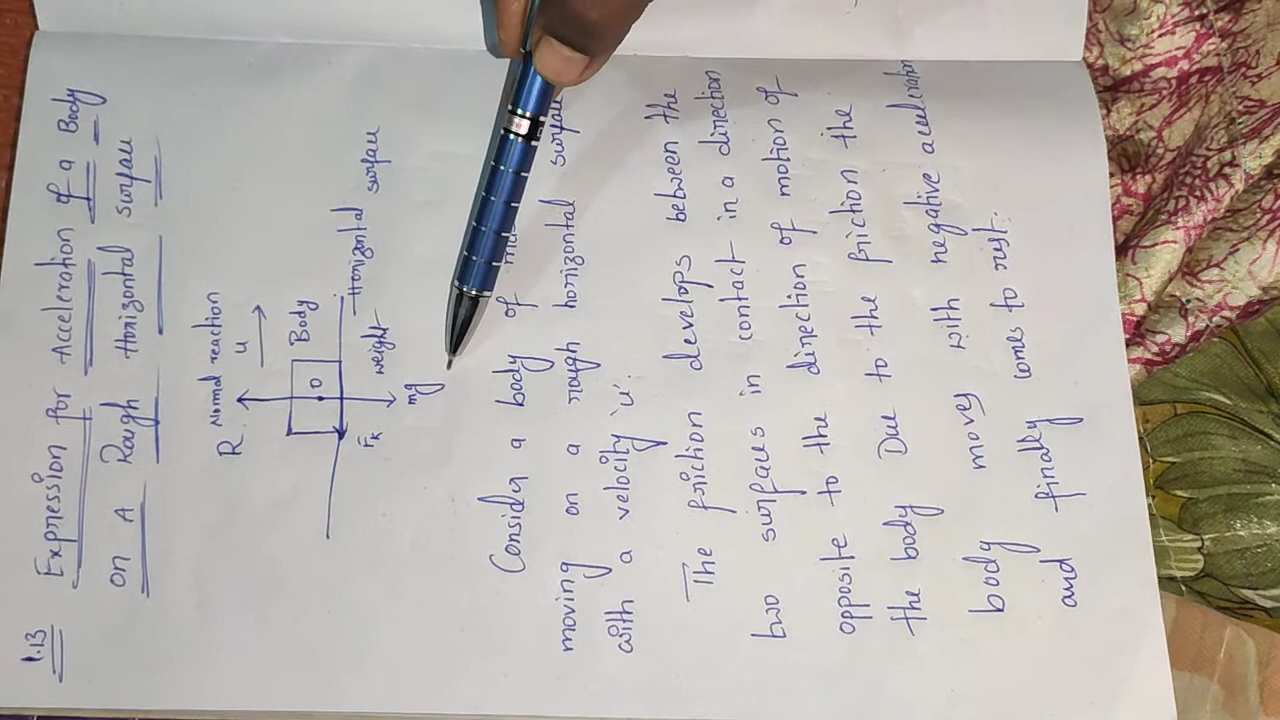 1.13 Expression for Acceleration of a Body
on A Rough Horizontal surface
R Normal reaction
u
Body
O
Horizontal surface
Fk
weight
mg
Consider a body of
moving on a rough horizontal surface
with a velocity 'u'.
The friction develops between the
two surfaces in contact in a direction
opposite to the direction of motion of
the body Due to the friction the
body moves with negative acceleration
and finally comes to rest.